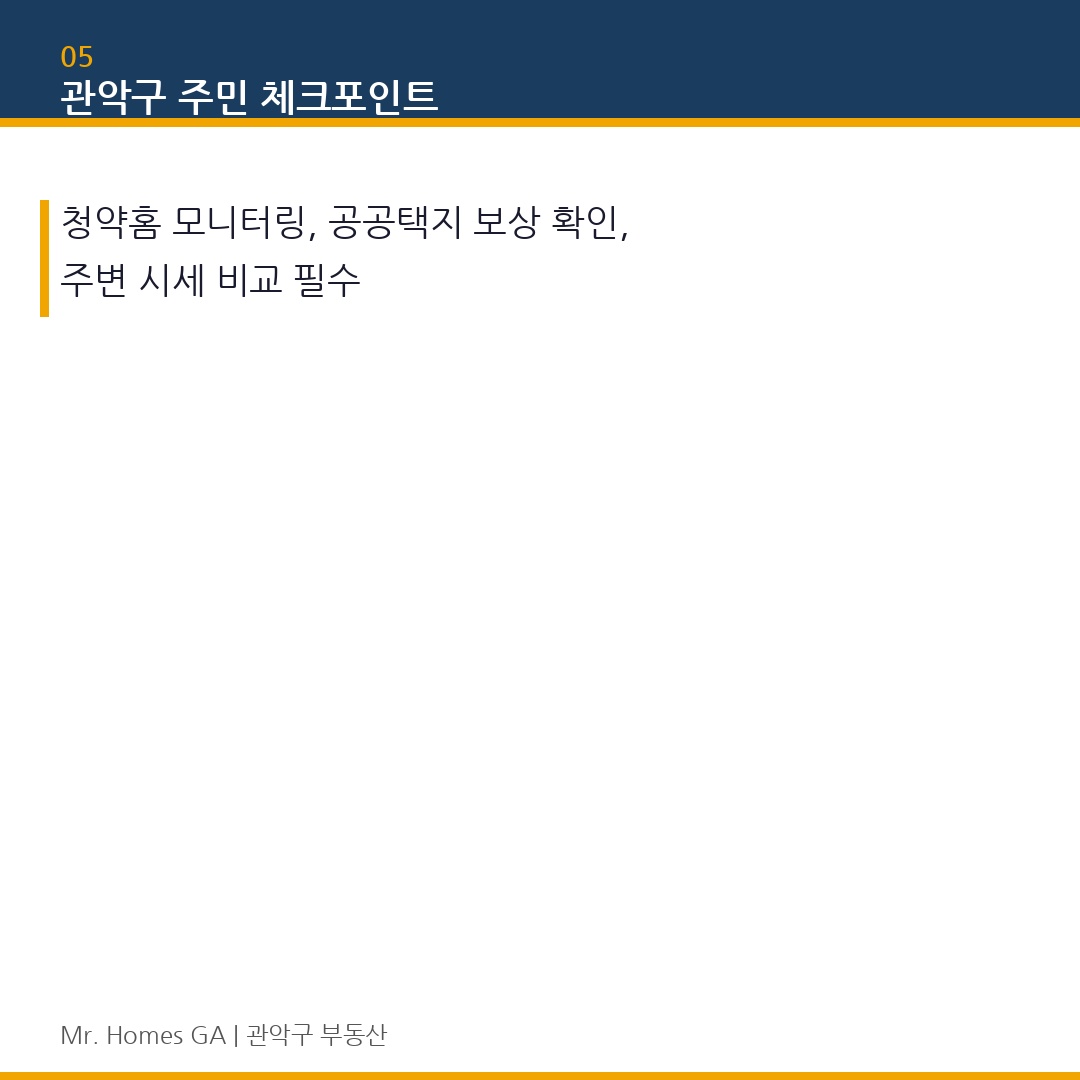 05
관악구 주민 체크포인트
청약홈 모니터링, 공공택지 보상 확인,
주변 시세 비교 필수
Mr. Homes GA | 관악구 부동산